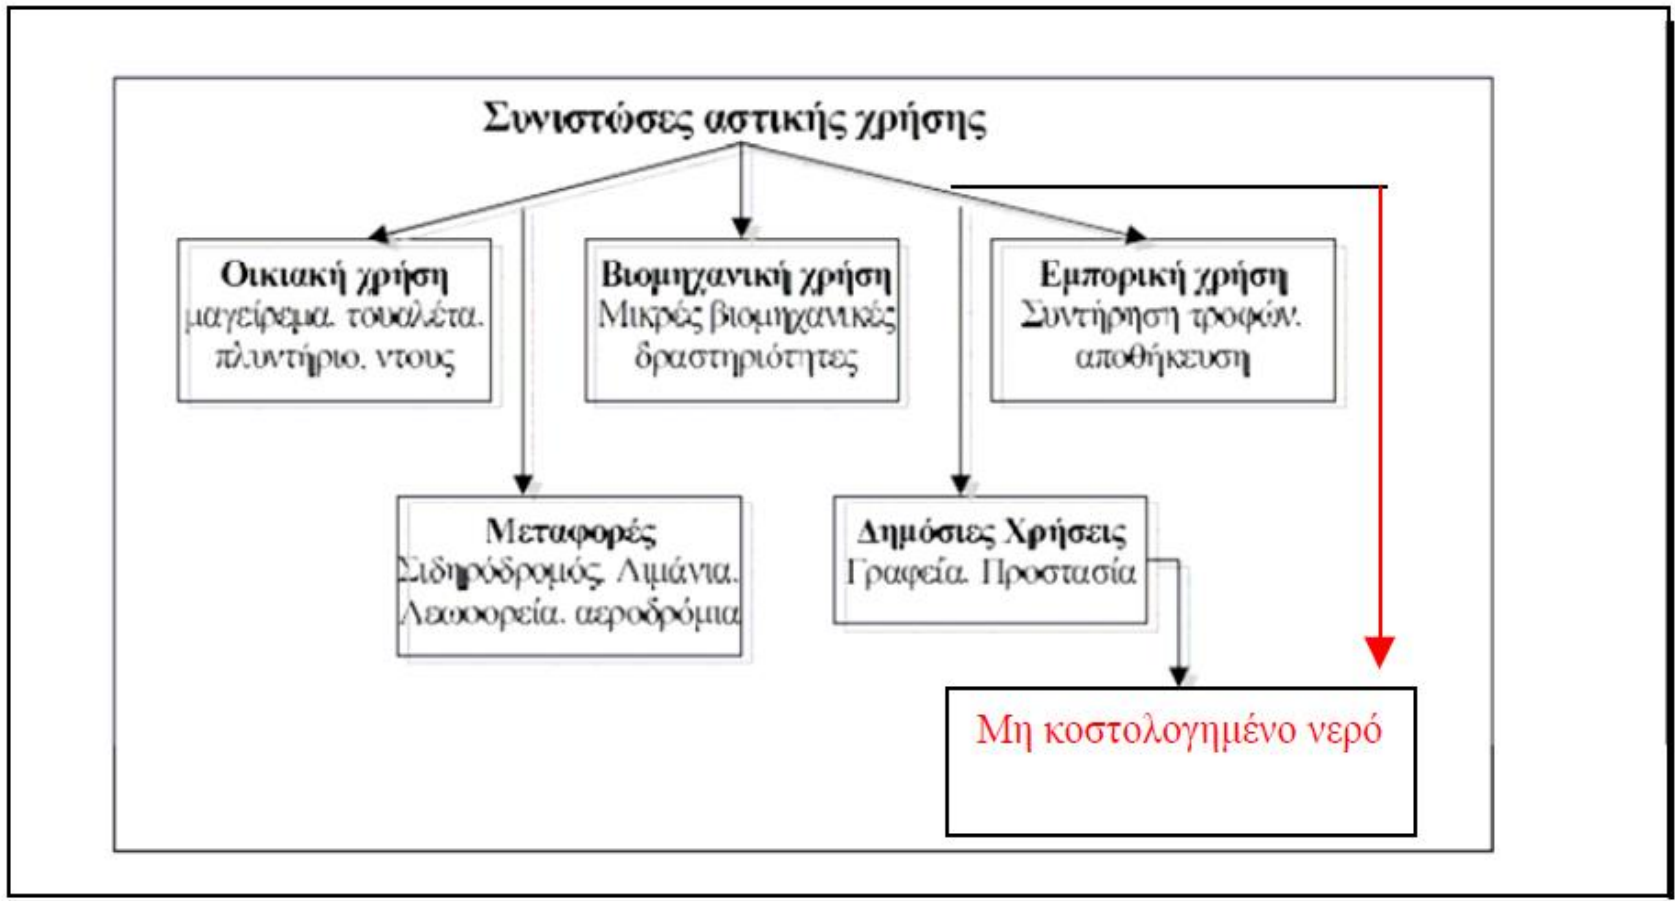 Συνιστώσες αστικής χρήσης
Οικιακή χρήση
μαγείρεμα. τουαλέτα.
πλυντήριο. ντους
Βιομηχανική χρήση
Μικρές βιομηχανικές
δραστηριότητες
Εμπορική χρήση
Συντήρηση τροφών.
αποθήκευση
Μεταφορές
Σιδηρόδρομός. Λιμάνια.
Λεωφορεία. αεροδρόμια
Δημόσιες Χρήσεις
Γραφεία. Προστασία
Μη κοστολογημένο νερό